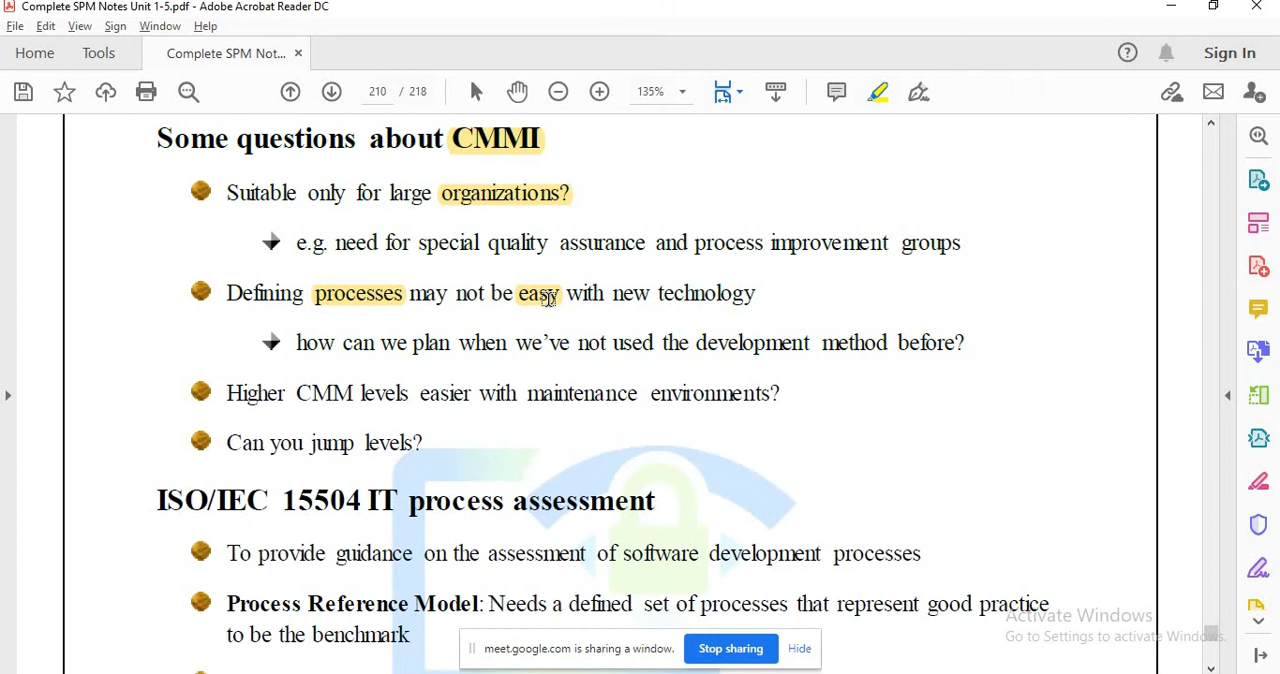 Complete SPM Notes Unit 1-5.pdf - Adobe Acrobat Reader DC
File Edit View Sign Window Help
Home Tools Complete SPM Not... × Sign In
210 / 218 135%
Some questions about CMMI
Suitable only for large organizations?
e.g. need for special quality assurance and process improvement groups
Defining processes may not be easy with new technology
how can we plan when we've not used the development method before?
Higher CMM levels easier with maintenance environments?
Can you jump levels?
ISO/IEC 15504 IT process assessment
To provide guidance on the assessment of software development processes
Process Reference Model: Needs a defined set of processes that represent good practice
to be the benchmark
Activate Windows
Go to Settings to activate Windows.
meet.google.com is sharing a window. Stop sharing Hide